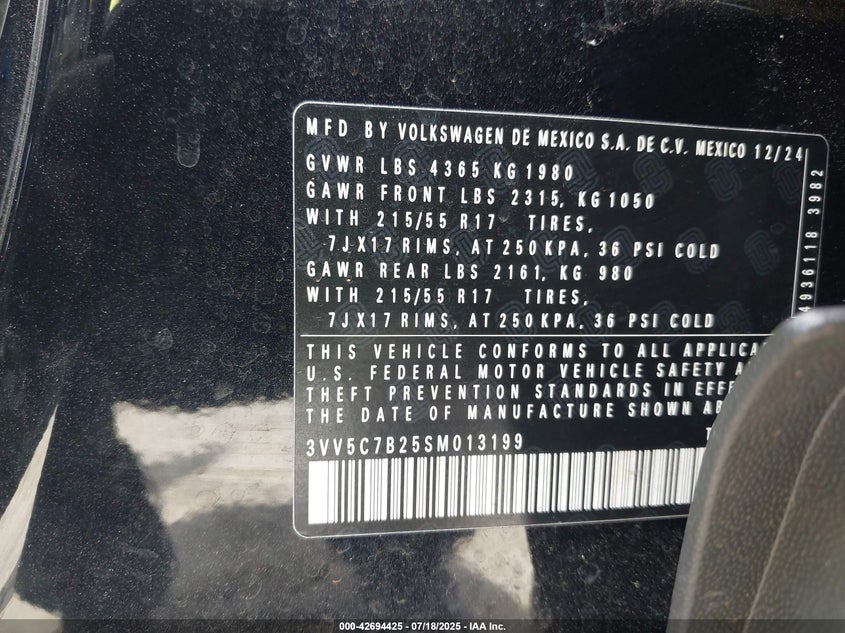 MFD BY VOLKSWAGEN DE MEXICO S.A. DE C.V. MEXICO 12/24
GVWR LBS 4365 KG 1980
GAWR FRONT LBS 2315, KG 1050
WITH 215/55 R17 TIRES,
7JX17 RIMS, AT 250 KPA, 36 PSI COLD
GAWR REAR LBS 2161, KG 980
WITH 215/55 R17 TIRES,
7JX17 RIMS, AT 250 KPA, 36 PSI COLD
THIS VEHICLE CONFORMS TO ALL
U.S. FEDERAL MOTOR VEHICLE SAFETY
THEFT PREVENTION STANDARDS IN
THE DATE OF MANUFACTURE SHOWN
3VV5C7B25SM013199
4936118 3982
000-42694425 / 07/18/2025 - IAA Inc.